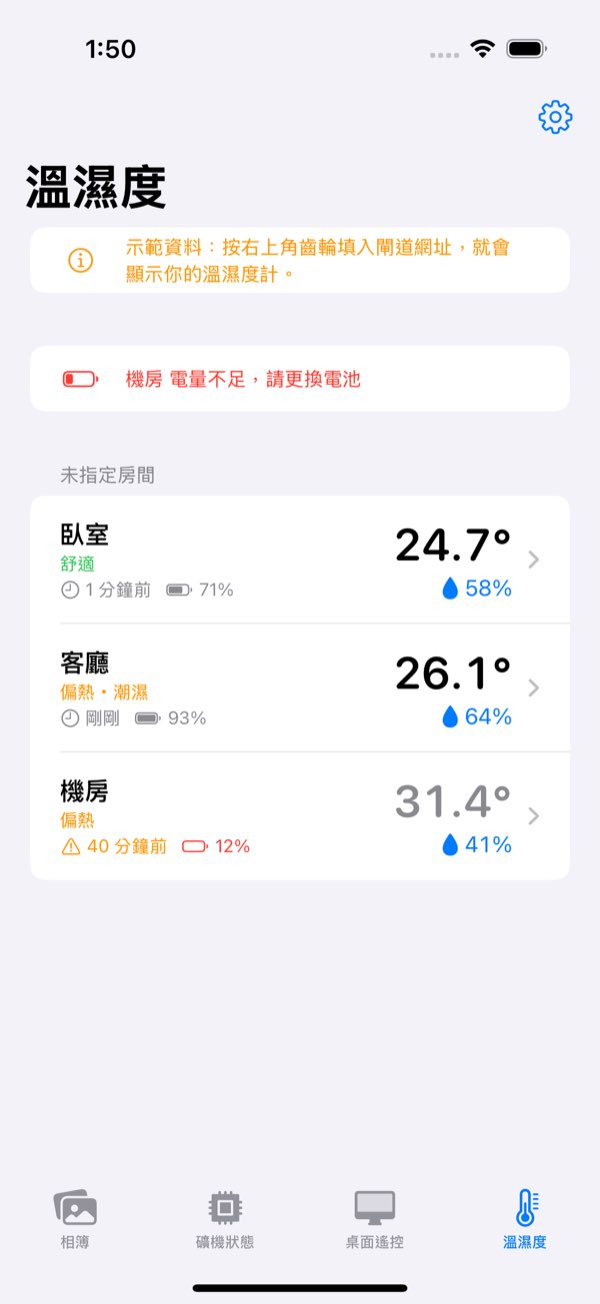 1:50
溫濕度
示範資料：按右上角齒輪填入閘道網址，就會
顯示你的溫濕度計。
機房 電量不足，請更換電池
未指定房間
臥室
24.7°
舒適
1 分鐘前 71%
58%
客廳
26.1°
偏熱・潮濕
剛剛 93%
64%
機房
31.4°
偏熱
40 分鐘前 12%
41%
相簿
礦機狀態
桌面遙控
溫濕度